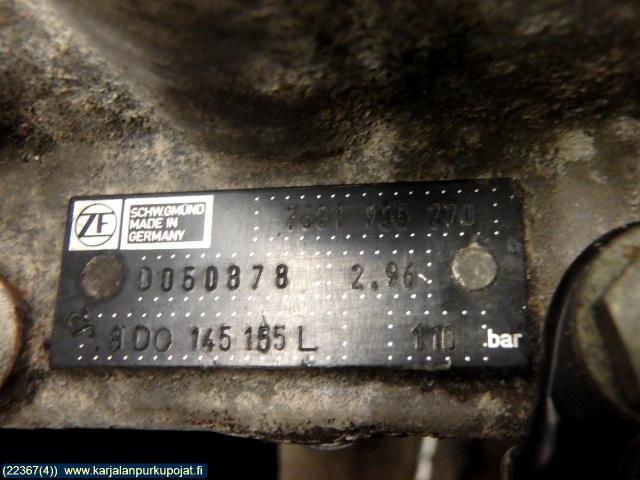 ZF
SCHW.GMÜND
MADE IN
GERMANY
7681 955 270
0050878 2.96
8DO 145 155 L 110 bar
(22367(4)) www.karjalanpurkupojat.fi